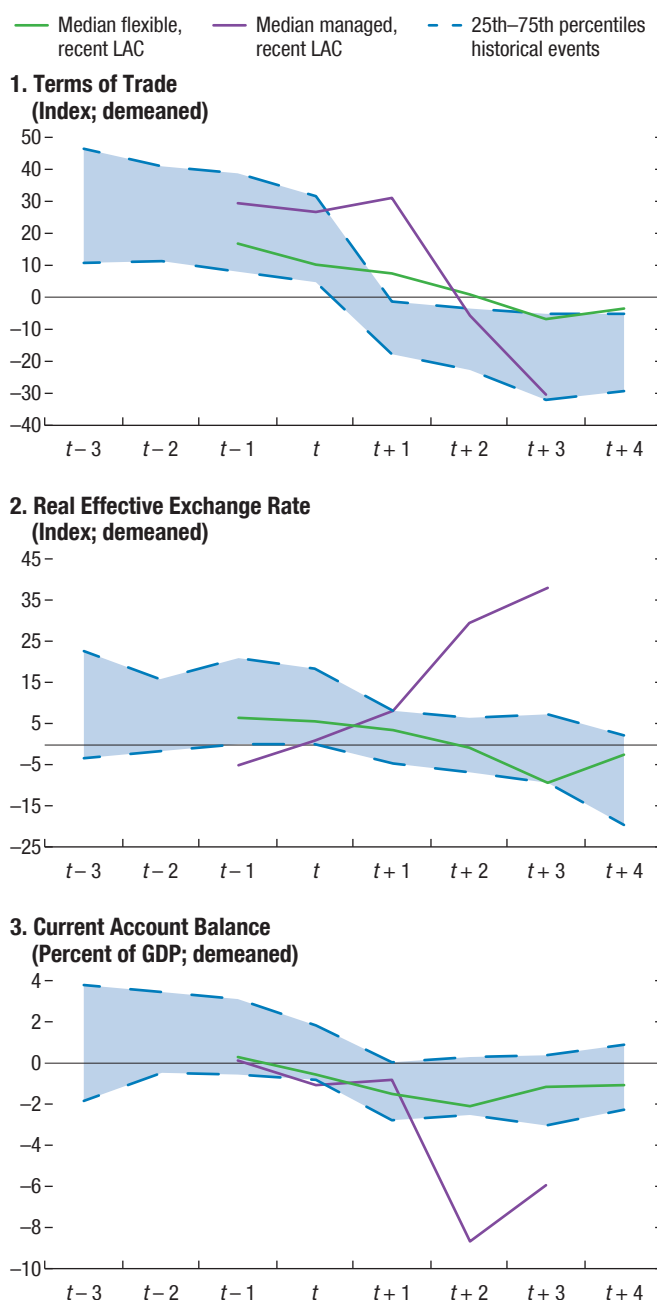 Median flexible,
recent LAC
Median managed,
recent LAC
25th–75th percentiles
historical events
1. Terms of Trade
(Index; demeaned)
50
40
30
20
10
0
–10
–20
–30
–40
t – 3 t – 2 t – 1 t t + 1 t + 2 t + 3 t + 4
2. Real Effective Exchange Rate
(Index; demeaned)
45
35
25
15
5
–5
–15
–25
t – 3 t – 2 t – 1 t t + 1 t + 2 t + 3 t + 4
3. Current Account Balance
(Percent of GDP; demeaned)
4
2
0
–2
–4
–6
–8
–10
t – 3 t – 2 t – 1 t t + 1 t + 2 t + 3 t + 4